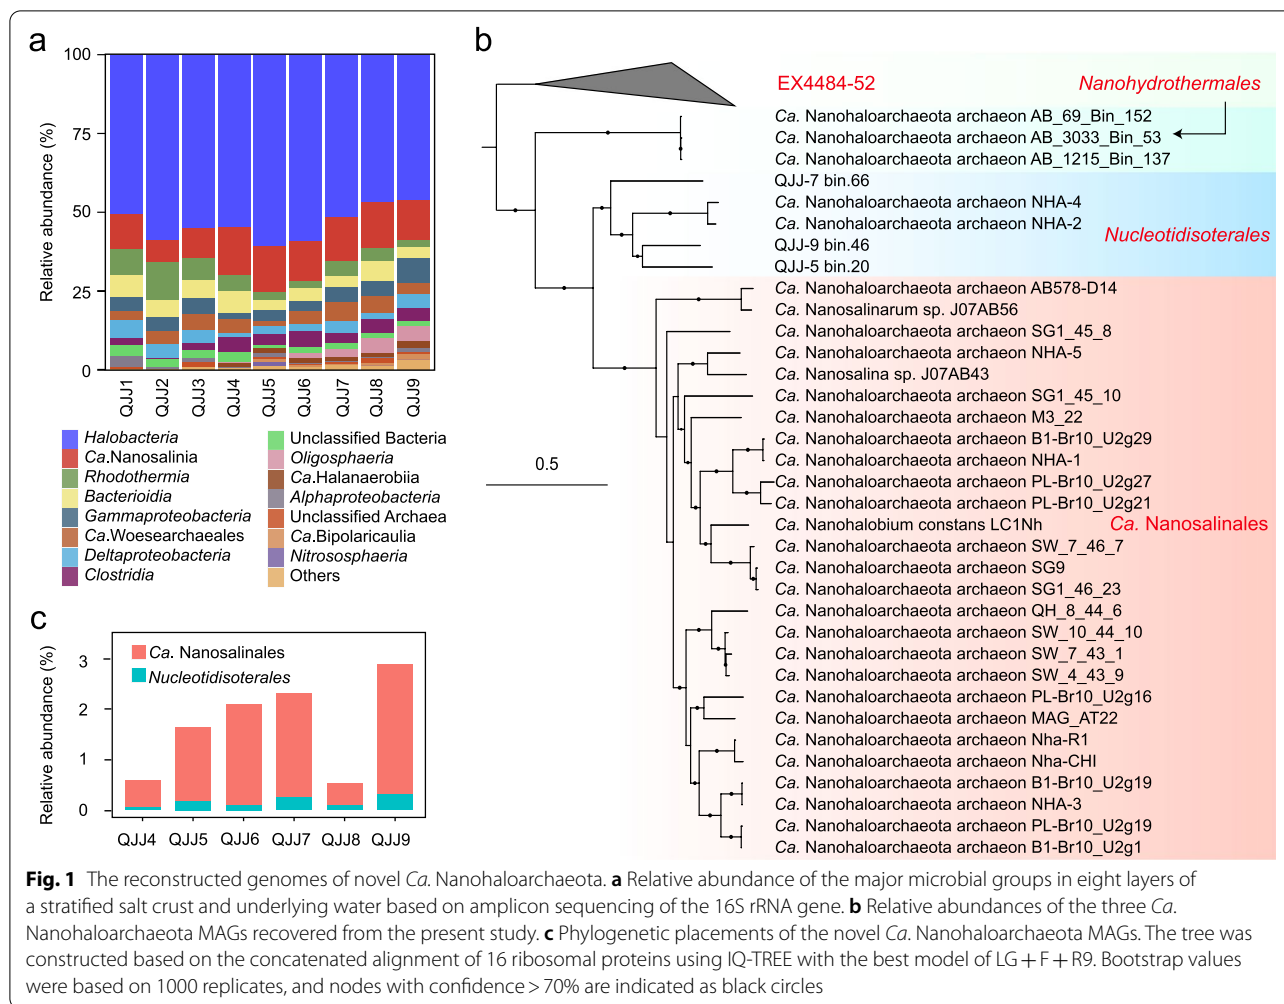 a
100
75
50
25
0
Relative abundance (%)
QJJ1
QJJ2
QJJ3
QJJ4
QJJ5
QJJ6
QJJ7
QJJ8
QJJ9
Halobacteria
Ca.Nanosalinia
Rhodothermia
Bacterioidia
Gammaproteobacteria
Ca.Woesearchaeales
Deltaproteobacteria
Clostridia
Unclassified Bacteria
Oligosphaeria
Ca.Halanaerobiia
Alphaproteobacteria
Unclassified Archaea
Ca.Bipolaricaulia
Nitrososphaeria
Others
b
EX4484-52
Nanohydrothermales
Ca. Nanohaloarchaeota archaeon AB_69_Bin_152
Ca. Nanohaloarchaeota archaeon AB_3033_Bin_53
Ca. Nanohaloarchaeota archaeon AB_1215_Bin_137
QJJ-7 bin.66
Ca. Nanohaloarchaeota archaeon NHA-4
Ca. Nanohaloarchaeota archaeon NHA-2
Nucleotidisoterales
QJJ-9 bin.46
QJJ-5 bin.20
Ca. Nanohaloarchaeota archaeon AB578-D14
Ca. Nanosalinarum sp. J07AB56
Ca. Nanohaloarchaeota archaeon SG1_45_8
Ca. Nanohaloarchaeota archaeon NHA-5
Ca. Nanosalina sp. J07AB43
Ca. Nanohaloarchaeota archaeon SG1_45_10
Ca. Nanohaloarchaeota archaeon M3_22
Ca. Nanohaloarchaeota archaeon B1-Br10_U2g29
Ca. Nanohaloarchaeota archaeon NHA-1
Ca. Nanohaloarchaeota archaeon PL-Br10_U2g27
Ca. Nanohaloarchaeota archaeon PL-Br10_U2g21
Ca. Nanohalobium constans LC1Nh
Ca. Nanosalinales
Ca. Nanohaloarchaeota archaeon SW_7_46_7
Ca. Nanohaloarchaeota archaeon SG9
Ca. Nanohaloarchaeota archaeon SG1_46_23
Ca. Nanohaloarchaeota archaeon QH_8_44_6
Ca. Nanohaloarchaeota archaeon SW_10_44_10
Ca. Nanohaloarchaeota archaeon SW_7_43_1
Ca. Nanohaloarchaeota archaeon SW_4_43_9
Ca. Nanohaloarchaeota archaeon PL-Br10_U2g16
Ca. Nanohaloarchaeota archaeon MAG_AT22
Ca. Nanohaloarchaeota archaeon Nha-R1
Ca. Nanohaloarchaeota archaeon Nha-CHI
Ca. Nanohaloarchaeota archaeon B1-Br10_U2g19
Ca. Nanohaloarchaeota archaeon NHA-3
Ca. Nanohaloarchaeota archaeon PL-Br10_U2g19
Ca. Nanohaloarchaeota archaeon B1-Br10_U2g1
0.5
c
Ca. Nanosalinales
Nucleotidisoterales
3
2
1
0
Relative abundance (%)
QJJ4
QJJ5
QJJ6
QJJ7
QJJ8
QJJ9
Fig. 1 The reconstructed genomes of novel Ca. Nanohaloarchaeota. a Relative abundance of the major microbial groups in eight layers of
a stratified salt crust and underlying water based on amplicon sequencing of the 16S rRNA gene. b Relative abundances of the three Ca.
Nanohaloarchaeota MAGs recovered from the present study. c Phylogenetic placements of the novel Ca. Nanohaloarchaeota MAGs. The tree was
constructed based on the concatenated alignment of 16 ribosomal proteins using IQ-TREE with the best model of LG + F + R9. Bootstrap values
were based on 1000 replicates, and nodes with confidence > 70% are indicated as black circles